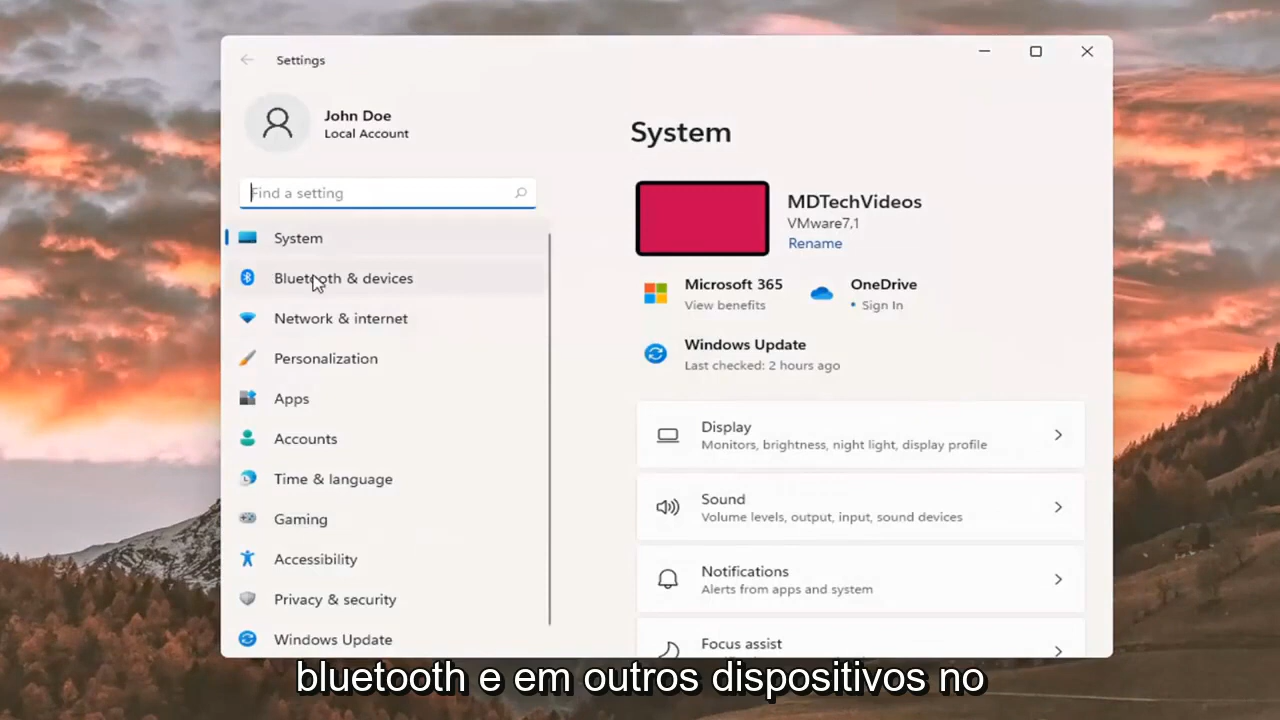 Settings
John Doe
Local Account
Find a setting
System
Bluetooth & devices
Network & internet
Personalization
Apps
Accounts
Time & language
Gaming
Accessibility
Privacy & security
Windows Update
System
MDTechVideos
VMware7,1
Rename
Microsoft 365
View benefits
OneDrive
• Sign In
Windows Update
Last checked: 2 hours ago
Display
Monitors, brightness, night light, display profile
Sound
Volume levels, output, input, sound devices
Notifications
Alerts from apps and system
Focus assist
bluetooth e em outros dispositivos no